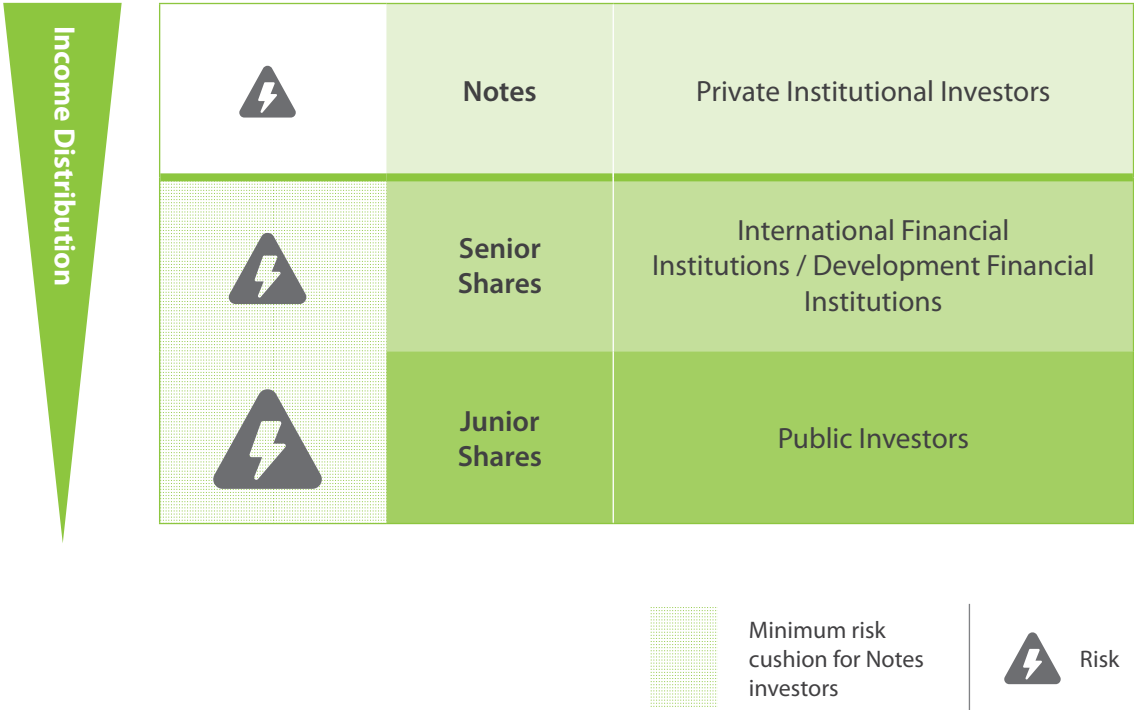 Income Distribution
Notes
Private Institutional Investors
Senior
Shares
International Financial
Institutions / Development Financial
Institutions
Junior
Shares
Public Investors
Minimum risk
cushion for Notes
investors
Risk